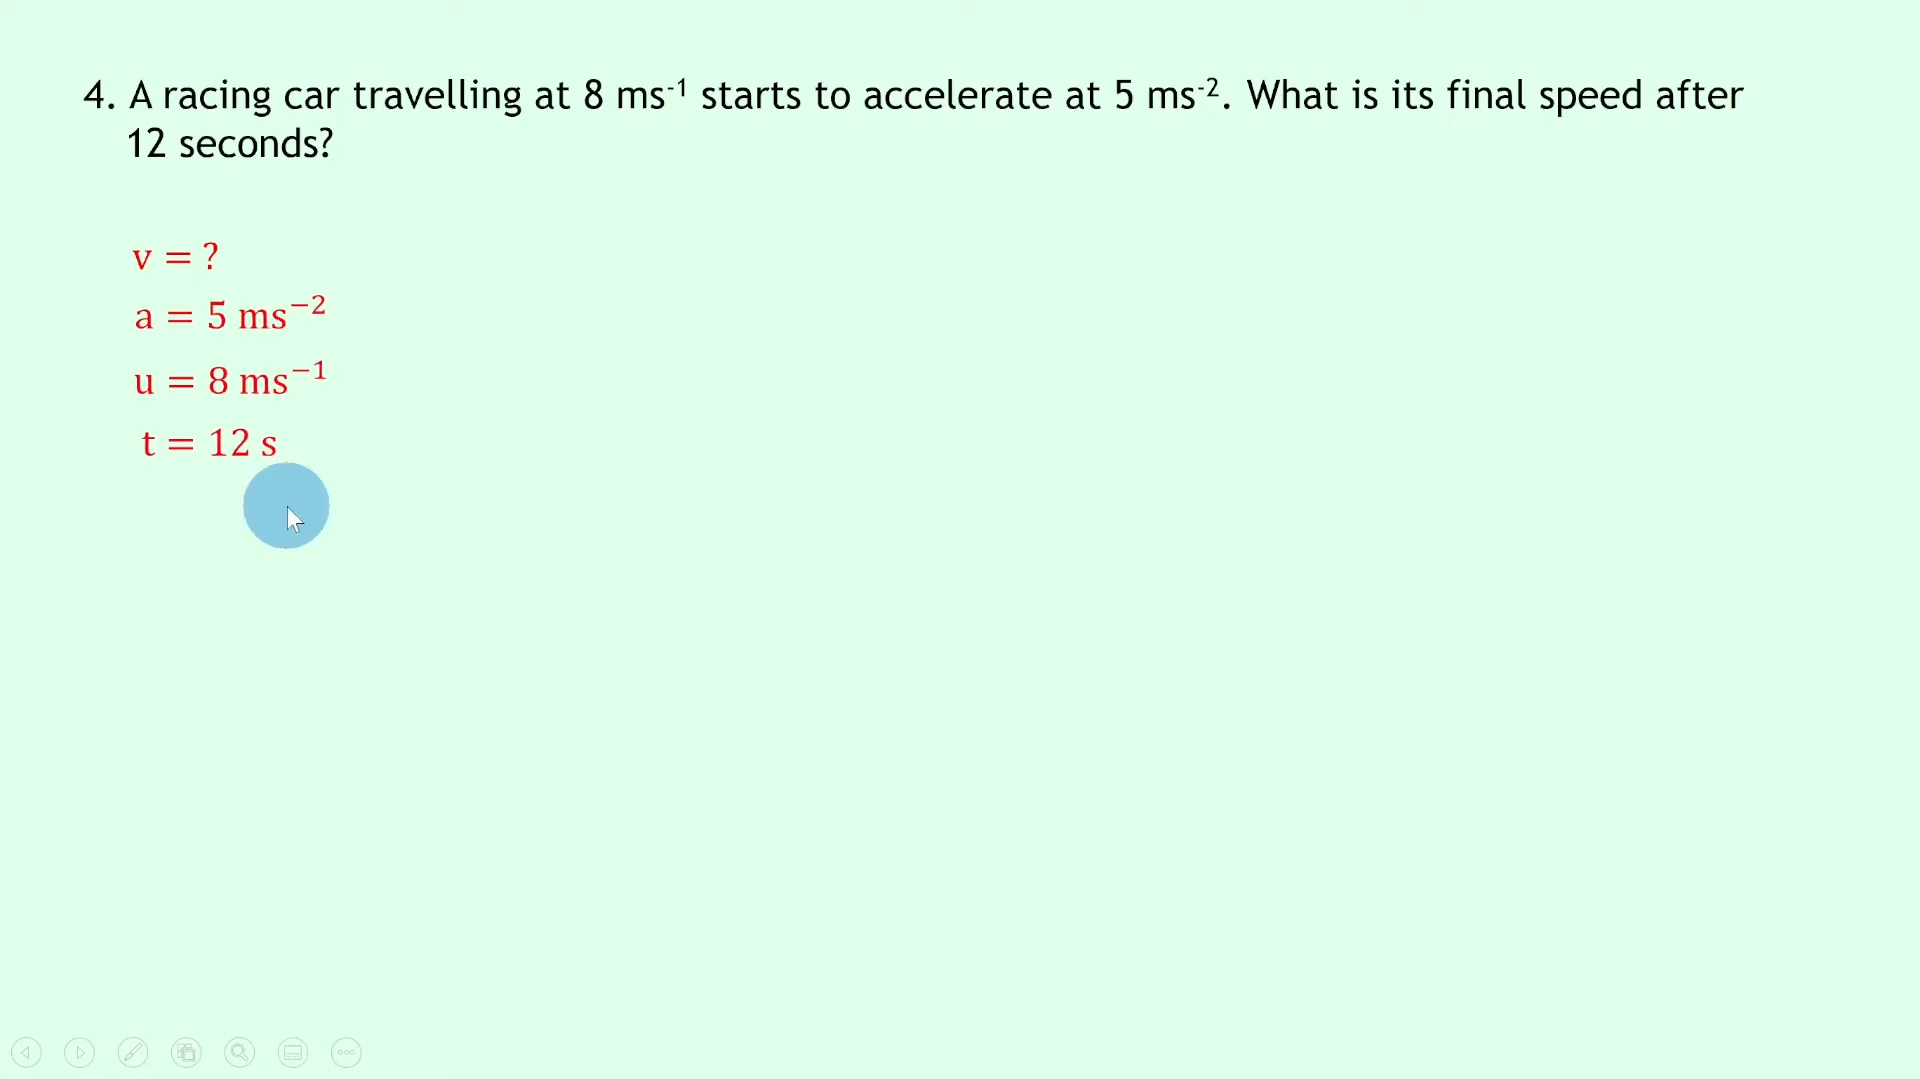 4. A racing car travelling at 8 ms⁻¹ starts to accelerate at 5 ms⁻². What is its final speed after
12 seconds?
v = ?
a = 5 ms⁻²
u = 8 ms⁻¹
t = 12 s